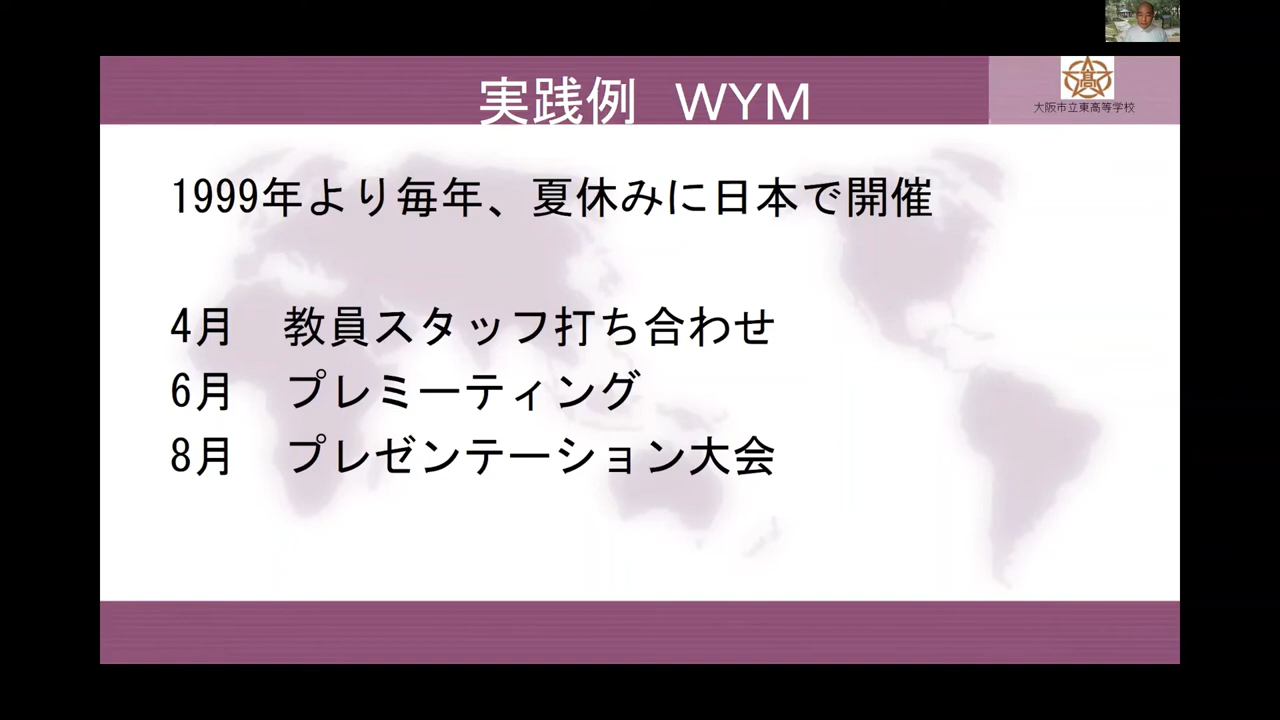 実践例　ＷＹＭ
大阪市立東高等学校
1999年より毎年、夏休みに日本で開催
4月　教員スタッフ打ち合わせ
6月　プレミーティング
8月　プレゼンテーション大会